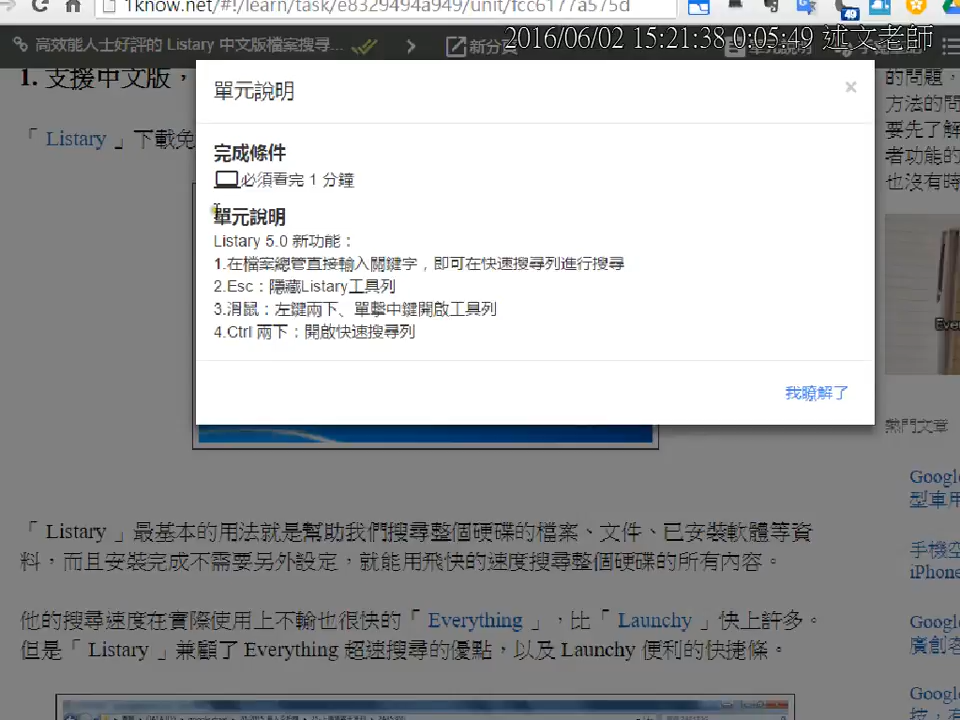 1know.net/#!/learn/task/e8329494a949/unit/fcc6177a575d
高效能人士好評的 Listary 中文版檔案搜尋...
新分頁
2016/06/02 15:21:38 0:05:49 述文老師
1. 支援中文版，
「 Listary 」下載免
單元說明
×
完成條件
必須看完 1 分鐘
單元說明
Listary 5.0 新功能：
1.在檔案總管直接輸入關鍵字，即可在快速搜尋列進行搜尋
2.Esc：隱藏Listary工具列
3.滑鼠：左鍵兩下、單擊中鍵開啟工具列
4.Ctrl 兩下：開啟快速搜尋列
我瞭解了
「 Listary 」最基本的用法就是幫助我們搜尋整個硬碟的檔案、文件、已安裝軟體等資
料，而且安裝完成不需要另外設定，就能用飛快的速度搜尋整個硬碟的所有內容。
他的搜尋速度在實際使用上不輸也很快的「 Everything 」，比「 Launchy 」快上許多。
但是「 Listary 」兼顧了 Everything 超速搜尋的優點，以及 Launchy 便利的快捷條。
的問題，
方法的問
要先了解
者功能的
也沒有時
Ever
熱門文章
Google
型車用
手機空
iPhone
Google
廣創客
Google